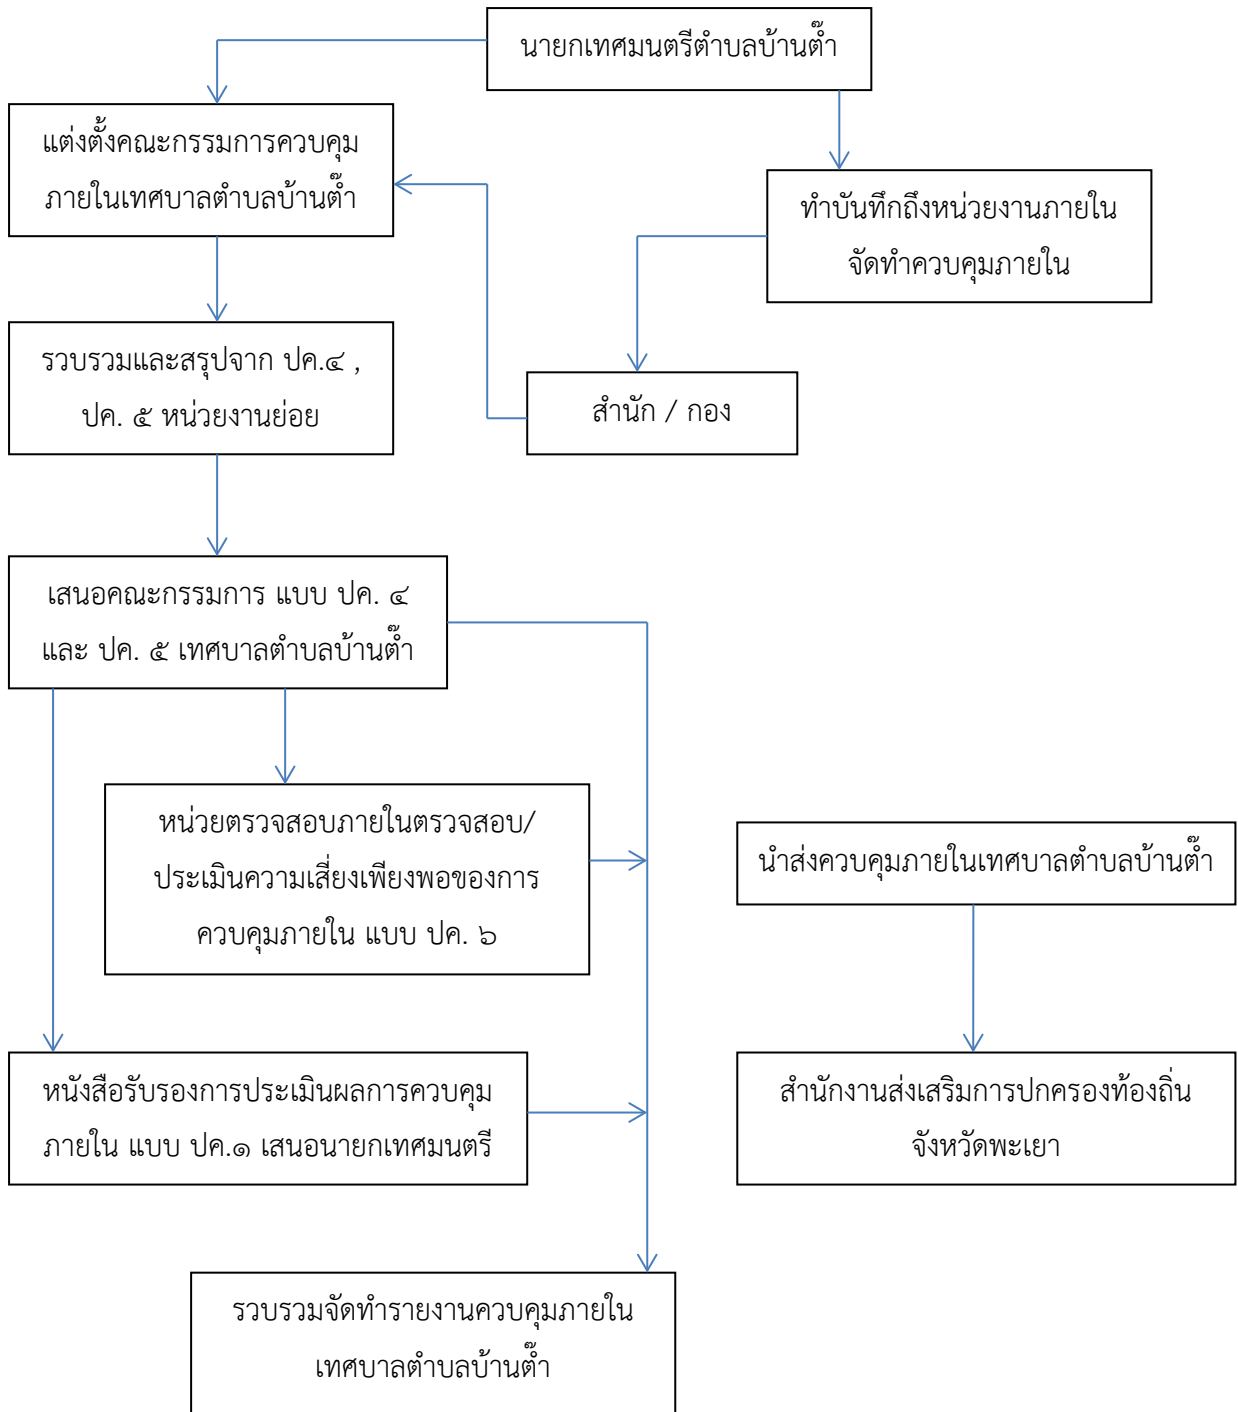 นายกเทศมนตรีตำบลบ้านต๊ำ
แต่งตั้งคณะกรรมการควบคุม
ภายในเทศบาลตำบลบ้านต๊ำ
ทำบันทึกถึงหน่วยงานภายใน
จัดทำควบคุมภายใน
รวบรวมและสรุปจาก ปค.๔ ,
ปค. ๕ หน่วยงานย่อย
สำนัก / กอง
เสนอคณะกรรมการ แบบ ปค. ๔
และ ปค. ๕ เทศบาลตำบลบ้านต๊ำ
หน่วยตรวจสอบภายในตรวจสอบ/
ประเมินความเสี่ยงเพียงพอของการ
ควบคุมภายใน แบบ ปค. ๖
นำส่งควบคุมภายในเทศบาลตำบลบ้านต๊ำ
หนังสือรับรองการประเมินผลการควบคุม
ภายใน แบบ ปค.๑ เสนอนายกเทศมนตรี
สำนักงานส่งเสริมการปกครองท้องถิ่น
จังหวัดพะเยา
รวบรวมจัดทำรายงานควบคุมภายใน
เทศบาลตำบลบ้านต๊ำ